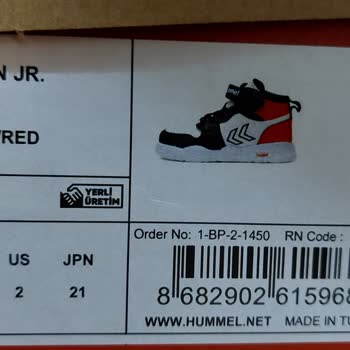 N JR.
/RED
YERLİ
ÜRETİM
Order No: 1-BP-2-1450 RN Code :
US JPN
2 21
8 682902 615968
WWW.HUMMEL.NET MADE IN TU